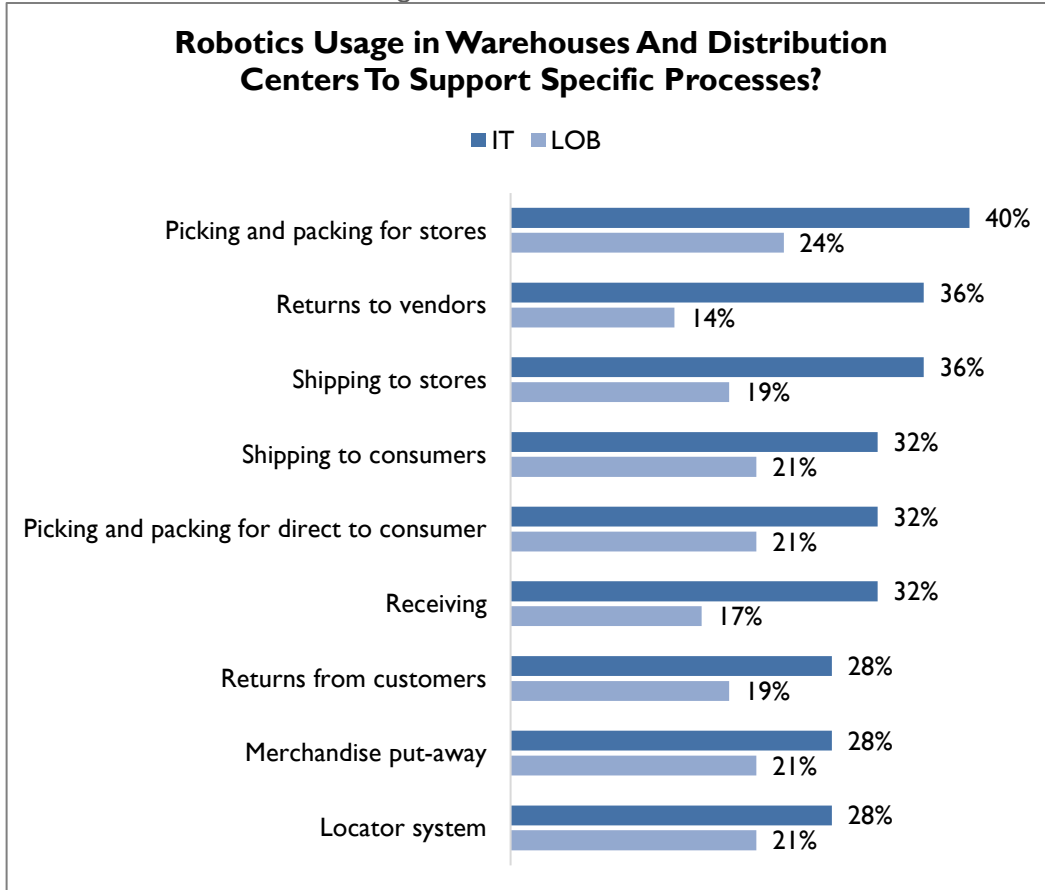 Robotics Usage in Warehouses And Distribution
Centers To Support Specific Processes?
IT LOB
Picking and packing for stores 40%
24%
Returns to vendors 36%
14%
Shipping to stores 36%
19%
Shipping to consumers 32%
21%
Picking and packing for direct to consumer 32%
21%
Receiving 32%
17%
Returns from customers 28%
19%
Merchandise put-away 28%
21%
Locator system 28%
21%